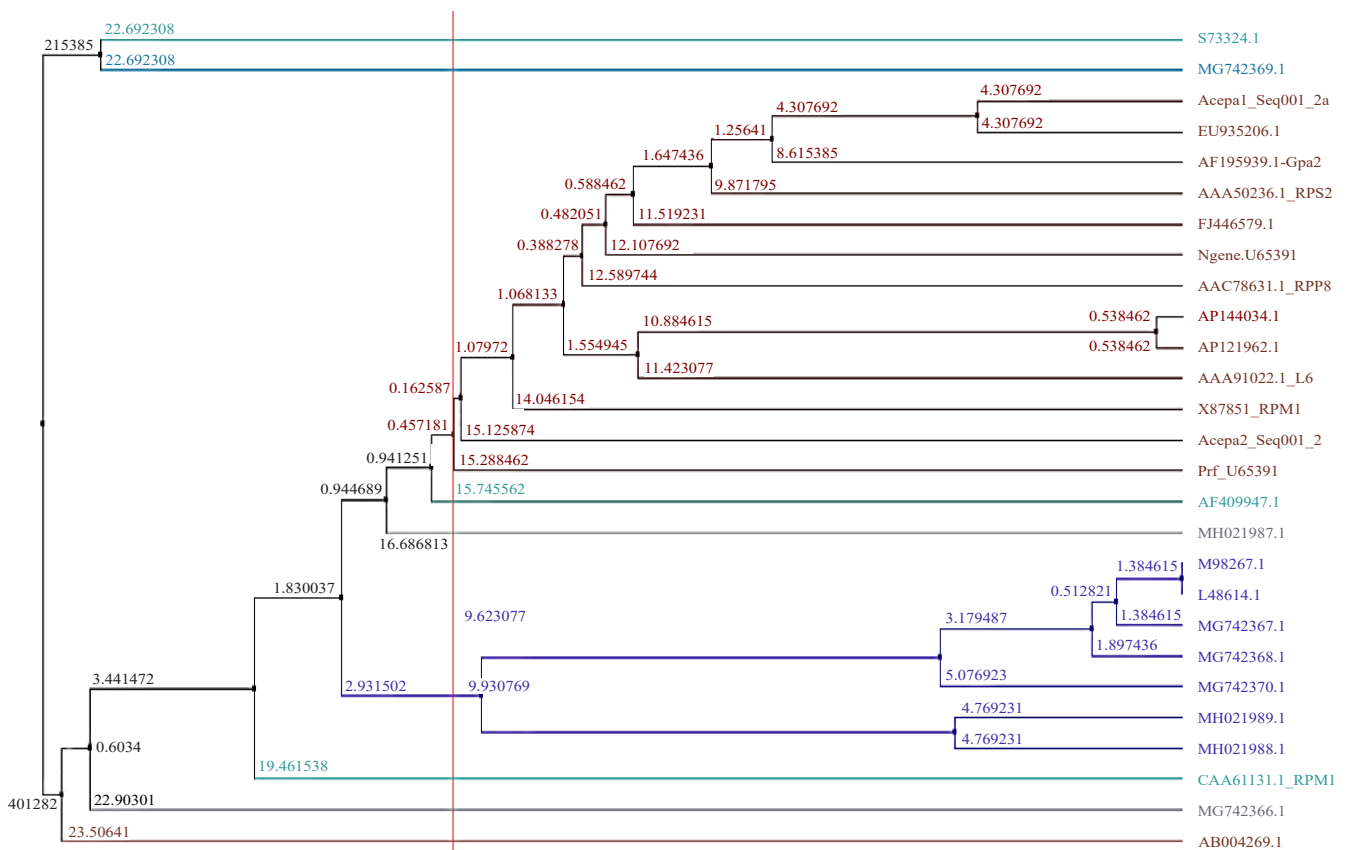 22.692308
S73324.1
215385
22.692308
MG742369.1
4.307692
Acepa1_Seq001_2a
4.307692
1.25641
4.307692
EU935206.1
1.647436
8.615385
AF195939.1-Gpa2
0.588462
9.871795
AAA50236.1_RPS2
0.482051
11.519231
FJ446579.1
0.388278
12.107692
Ngene.U65391
12.589744
AAC78631.1_RPP8
1.068133
10.884615
0.538462
AP144034.1
1.07972
1.554945
0.538462
AP121962.1
11.423077
AAA91022.1_L6
0.162587
14.046154
X87851_RPM1
0.457181
15.125874
Acepa2_Seq001_2
0.941251
15.288462
Prf_U65391
0.944689
15.745562
AF409947.1
16.686813
MH021987.1
1.384615
M98267.1
1.830037
0.512821
L48614.1
9.623077
3.179487
1.384615
MG742367.1
1.897436
MG742368.1
3.441472
2.931502
9.930769
5.076923
MG742370.1
4.769231
MH021989.1
0.6034
4.769231
MH021988.1
19.461538
CAA61131.1_RPM1
401282
22.90301
MG742366.1
23.50641
AB004269.1